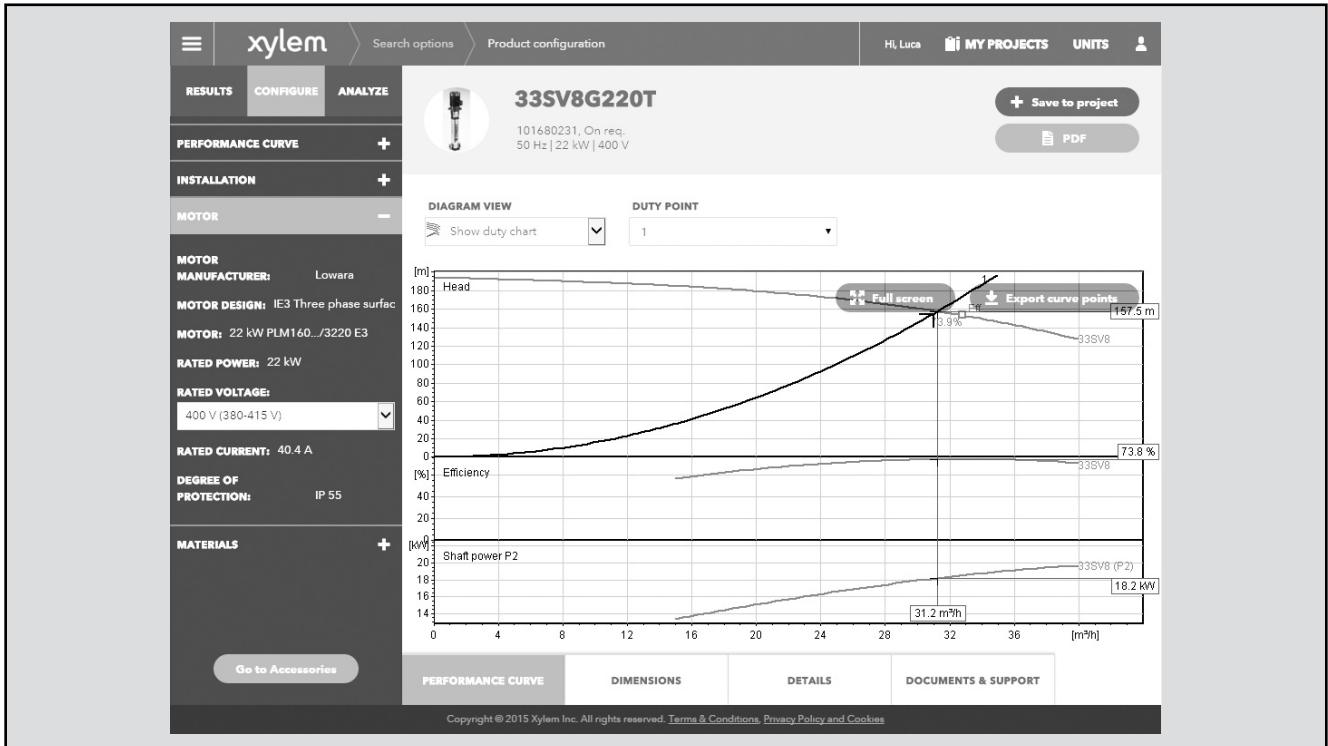 xylem
Search options
Product configuration
Hi, Luca
MY PROJECTS
UNITS
RESULTS
CONFIGURE
ANALYZE
PERFORMANCE CURVE +
INSTALLATION +
MOTOR −
MOTOR
MANUFACTURER: Lowara
MOTOR DESIGN: IE3 Three phase surfac
MOTOR: 22 kW PLM160.../3220 E3
RATED POWER: 22 kW
RATED VOLTAGE:
400 V (380-415 V)
RATED CURRENT: 40.4 A
DEGREE OF
PROTECTION: IP 55
MATERIALS +
Go to Accessories
33SV8G220T
101680231, On req.
50 Hz | 22 kW | 400 V
+ Save to project
PDF
DIAGRAM VIEW
Show duty chart
DUTY POINT
1
[m]
Head
180
160
140
120
100
80
60
40
20
0
1
Full screen
Export curve points
Eff
157.5 m
3.9%
33SV8
73.8 %
[%]
Efficiency
33SV8
40
20
0
[kW]
Shaft power P2
20
18
16
14
33SV8 (P2)
18.2 kW
31.2 m³/h
0 4 8 12 16 20 24 28 32 36 [m³/h]
PERFORMANCE CURVE
DIMENSIONS
DETAILS
DOCUMENTS & SUPPORT
Copyright © 2015 Xylem Inc. All rights reserved. Terms & Conditions, Privacy Policy and Cookies